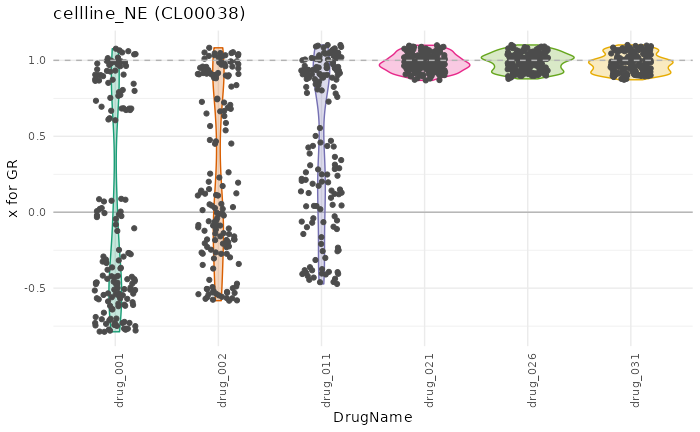 cellline_NE (CL00038)
x for GR
1.0
0.5
0.0
-0.5
drug_001
drug_002
drug_011
drug_021
drug_026
drug_031
DrugName